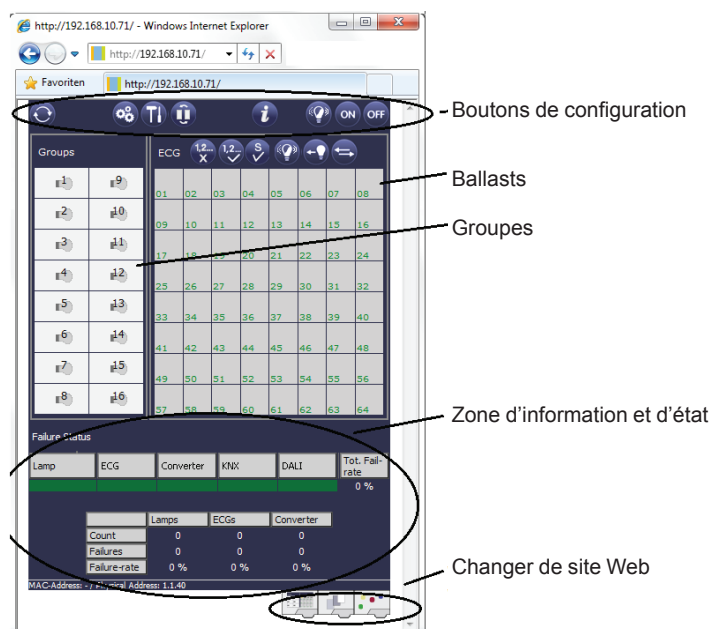 http://192.168.10.71/ - Windows Internet Explorer
http://192.168.10.71/
Favoriten
http://192.168.10.71/
ON OFF
Boutons de configuration
Groups
ECG 1,2... X 1,2... S
Ballasts
Groupes
1 9
2 10
3 11
4 12
5 13
6 14
7 15
8 16
01 02 03 04 05 06 07 08
09 10 11 12 13 14 15 16
17 18 19 20 21 22 23 24
25 26 27 28 29 30 31 32
33 34 35 36 37 38 39 40
41 42 43 44 45 46 47 48
49 50 51 52 53 54 55 56
57 58 59 60 61 62 63 64
Zone d'information et d'état
Failure Status
Lamp ECG Converter KNX DALI Tot. Fail-
rate
0 %
Lamps ECGs Converter
Count 0 0 0
Failures 0 0 0
Failure-rate 0 % 0 % 0 %
MAC-Address: - / Physical Address: 1.1.40
Changer de site Web